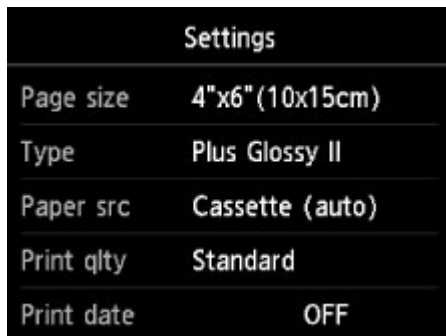 Settings
Page size 4"x6"(10x15cm)
Type Plus Glossy II
Paper src Cassette (auto)
Print qlty Standard
Print date OFF